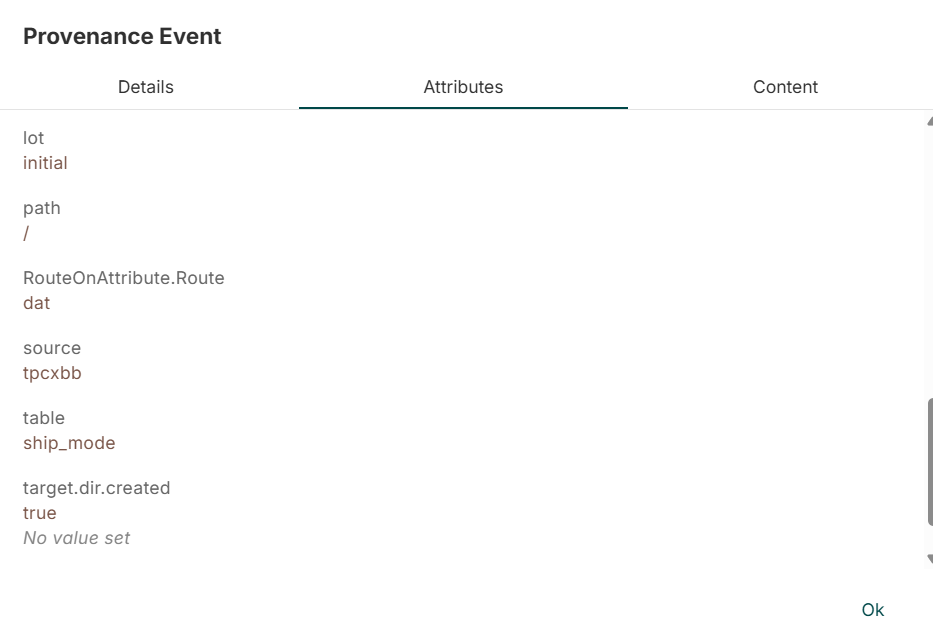 Provenance Event
Details Attributes Content
lot
initial
path
/
RouteOnAttribute.Route
dat
source
tpcxbb
table
ship_mode
target.dir.created
true
No value set
Ok